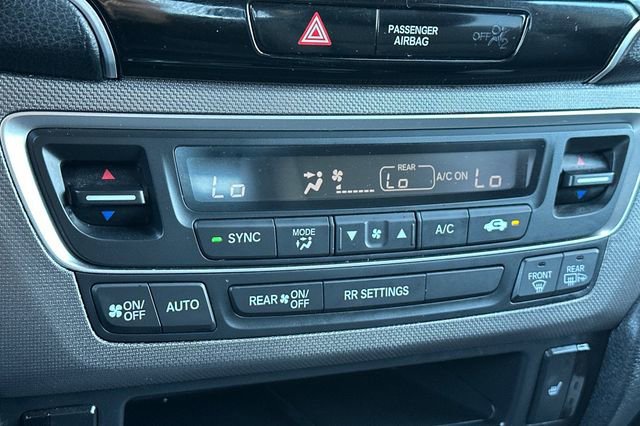 PASSENGER
AIRBAG
OFF
2
REAR
Lo
Lo
A/C ON
Lo
SYNC
MODE
A/C
ON/
OFF
AUTO
REAR
ON/
OFF
RR SETTINGS
FRONT
REAR